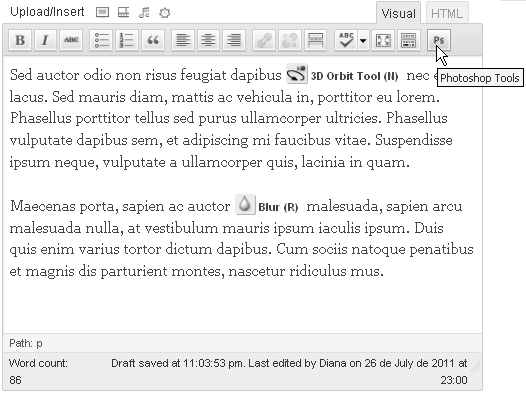 Upload/Insert Visual HTML
B I ABC ABC Ps
Photoshop Tools
Sed auctor odio non risus feugiat dapibus 3D Orbit Tool (N) nec
lacus. Sed mauris diam, mattis ac vehicula in, porttitor eu lorem.
Phasellus porttitor tellus sed purus ullamcorper ultricies. Phasellus
vulputate dapibus sem, et adipiscing mi faucibus vitae. Suspendisse
ipsum neque, vulputate a ullamcorper quis, lacinia in quam.
Maecenas porta, sapien ac auctor Blur (R) malesuada, sapien arcu
malesuada nulla, at vestibulum mauris ipsum iaculis ipsum. Duis
quis enim varius tortor dictum dapibus. Cum sociis natoque penatibus
et magnis dis parturient montes, nascetur ridiculus mus.
Path: p
Word count: Draft saved at 11:03:53 pm. Last edited by Diana on 26 de July de 2011 at
86 23:00